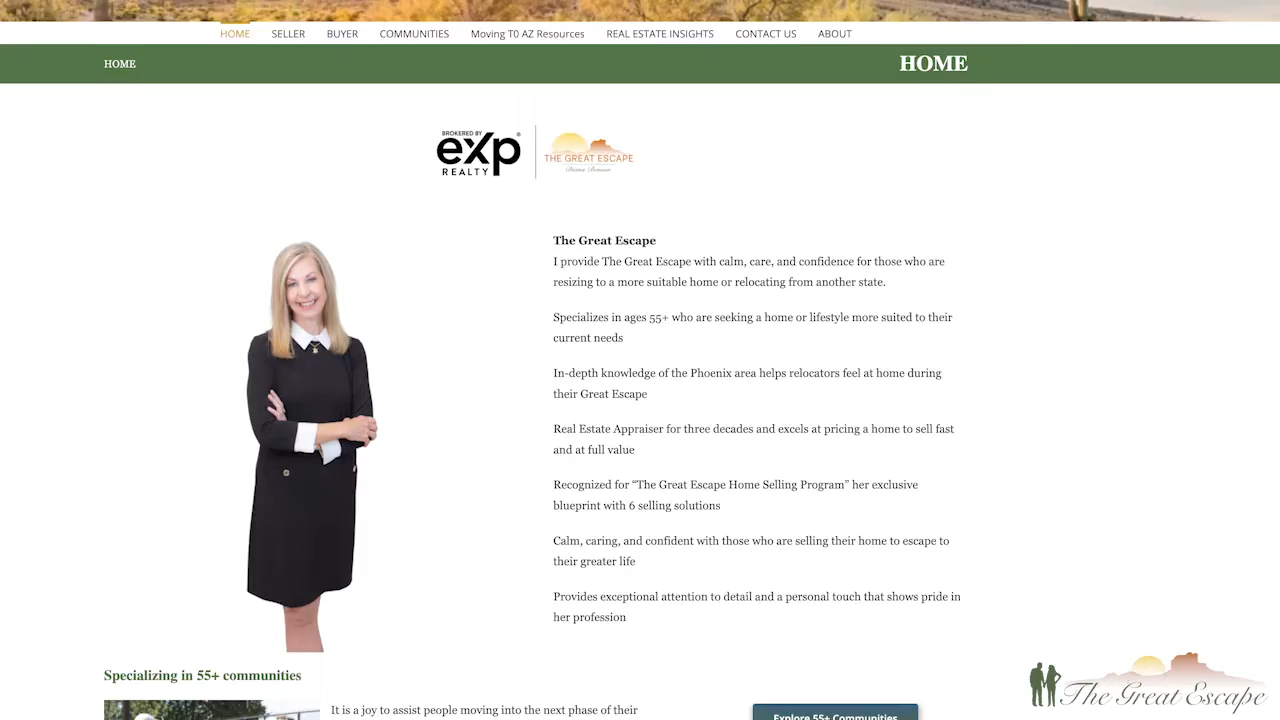 HOME SELLER BUYER COMMUNITIES Moving T0 AZ Resources REAL ESTATE INSIGHTS CONTACT US ABOUT
HOME
HOME
BROKERED BY
eXp
REALTY
THE GREAT ESCAPE
The Great Escape
I provide The Great Escape with calm, care, and confidence for those who are
resizing to a more suitable home or relocating from another state.
Specializes in ages 55+ who are seeking a home or lifestyle more suited to their
current needs
In-depth knowledge of the Phoenix area helps relocators feel at home during
their Great Escape
Real Estate Appraiser for three decades and excels at pricing a home to sell fast
and at full value
Recognized for “The Great Escape Home Selling Program” her exclusive
blueprint with 6 selling solutions
Calm, caring, and confident with those who are selling their home to escape to
their greater life
Provides exceptional attention to detail and a personal touch that shows pride in
her profession
Specializing in 55+ communities
It is a joy to assist people moving into the next phase of their
Explore 55+ Communities
The Great Escape